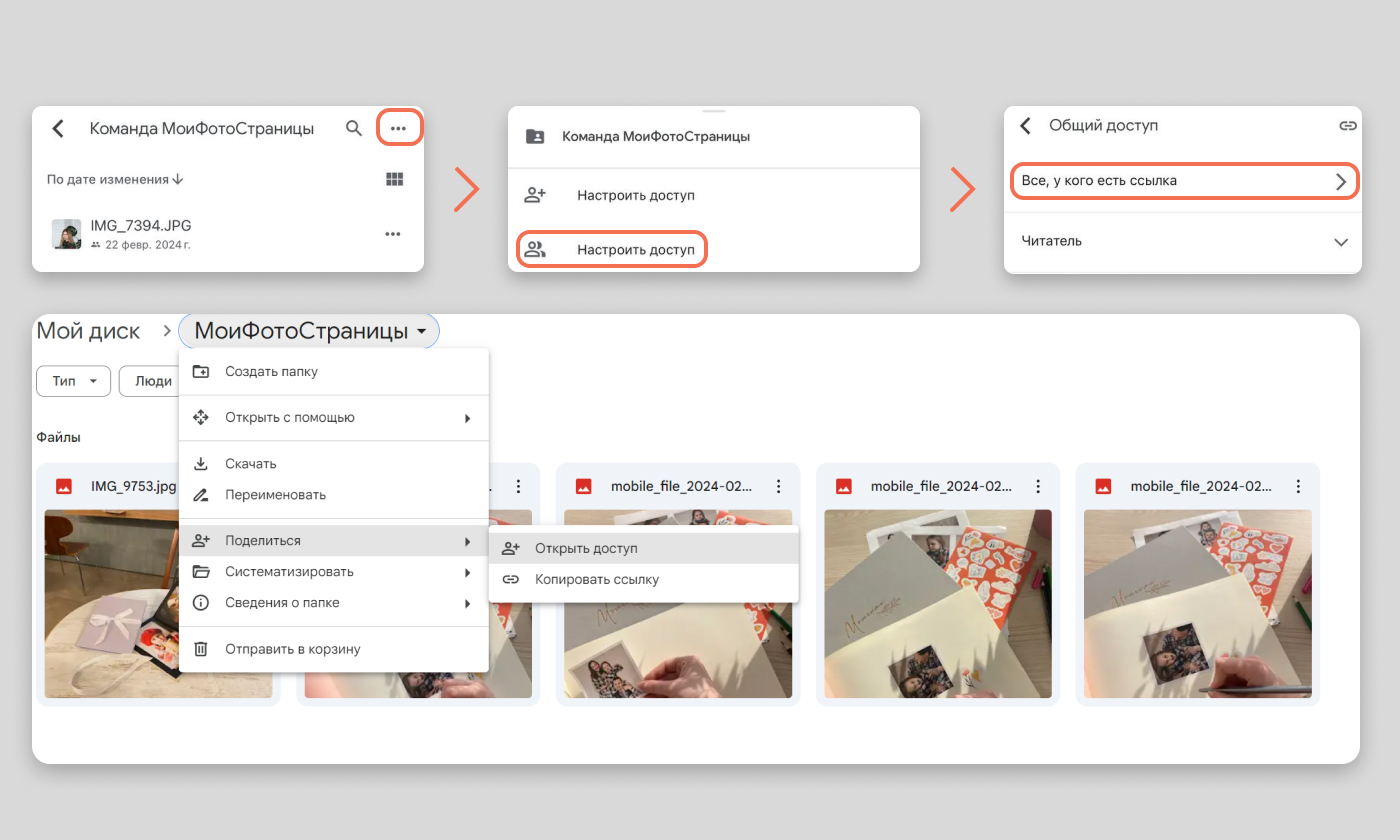 Команда МоиФотоСтраницы
По дате изменения
IMG_7394.JPG
22 февр. 2024 г.
Команда МоиФотоСтраницы
Настроить доступ
Настроить доступ
Общий доступ
Все, у кого есть ссылка
Читатель
Мой диск
МоиФотоСтраницы
Тип
Люди
Создать папку
Открыть с помощью
Скачать
Переименовать
Поделиться
Систематизировать
Сведения о папке
Отправить в корзину
Открыть доступ
Копировать ссылку
Файлы
IMG_9753.jpg
mobile_file_2024-02...
mobile_file_2024-02...
mobile_file_2024-02...